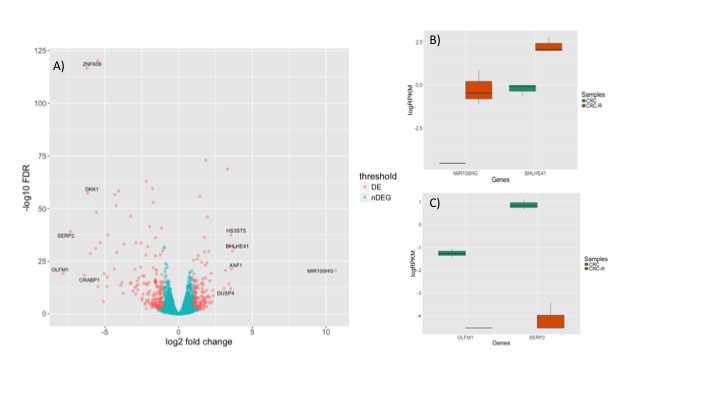 A)
125
100
75
50
25
0
-5
0
5
10
-log10 FDR
log2 fold change
DKK1
SERP2
OLFM1
CRABP1
HS3ST5
BHLHE41
XAF1
MIR100HG
DUSP4
threshold
DE
nDEG
B)
2.5
0.0
-2.5
logRPKM
MIR100HG
BHLHE41
Genes
Samples
CRC
CRC-R
C)
1
0
-1
-2
-3
-4
logRPKM
OLFM1
SERP2
Genes
Samples
CRC
CRC-R